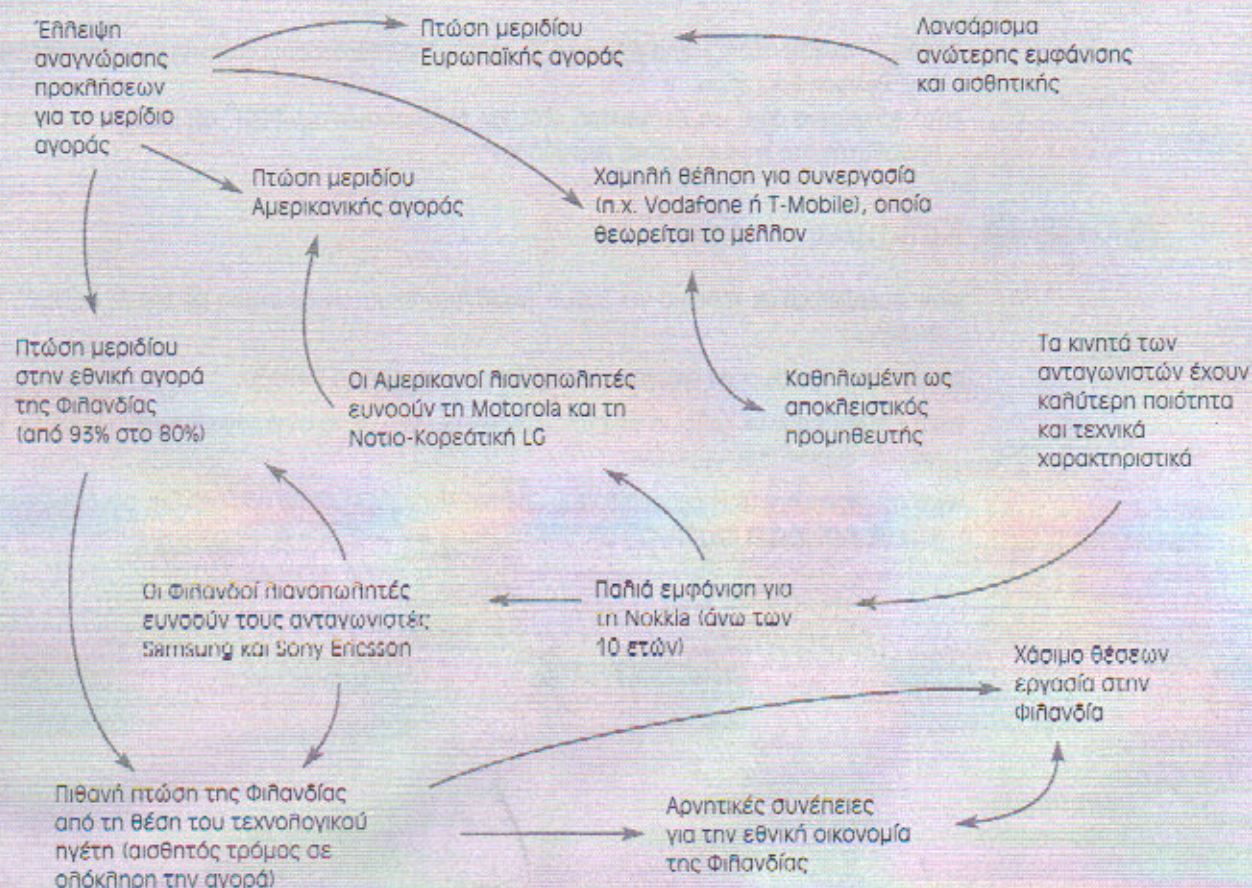 Έλλειψη
αναγνώρισης
προκλήσεων
για το μερίδιο
αγοράς
Πτώση μεριδίου
Ευρωπαϊκής αγοράς
Λανσάρισμα
ανώτερης εμφάνισης
και αισθητικής
Πτώση μεριδίου
Αμερικανικής αγοράς
Χαμηλή θέληση για συνεργασία
(π.χ. Vodafone ή T-Mobile), οποία
θεωρείται το μέλλον
Πτώση μεριδίου
στην εθνική αγορά
της Φιλανδίας
(από 93% στο 80%)
Οι Αμερικανοί λιανοπωλητές
ευνοούν τη Motorola και τη
Νοτιο-Κορεάτική LG
Καθηλωμένη ως
αποκλειστικός
προμηθευτής
Τα κινητά των
ανταγωνιστών έχουν
καλύτερη ποιότητα
και τεχνικά
χαρακτηριστικά
Οι Φιλανδοί λιανοπωλητές
ευνοούν τους ανταγωνιστές
Samsung και Sony Ericsson
Παλιά εμφάνιση για
τη Nokkia (άνω των
10 ετών)
Χάσιμο θέσεων
εργασία στην
Φιλανδία
Πιθανή πτώση της Φιλανδίας
από τη θέση του τεχνολογικού
ηγέτη (αισθητός τρόμος σε
ολόκληρη την αγορά)
Αρνητικές συνέπειες
για την εθνική οικονομία
της Φιλανδίας